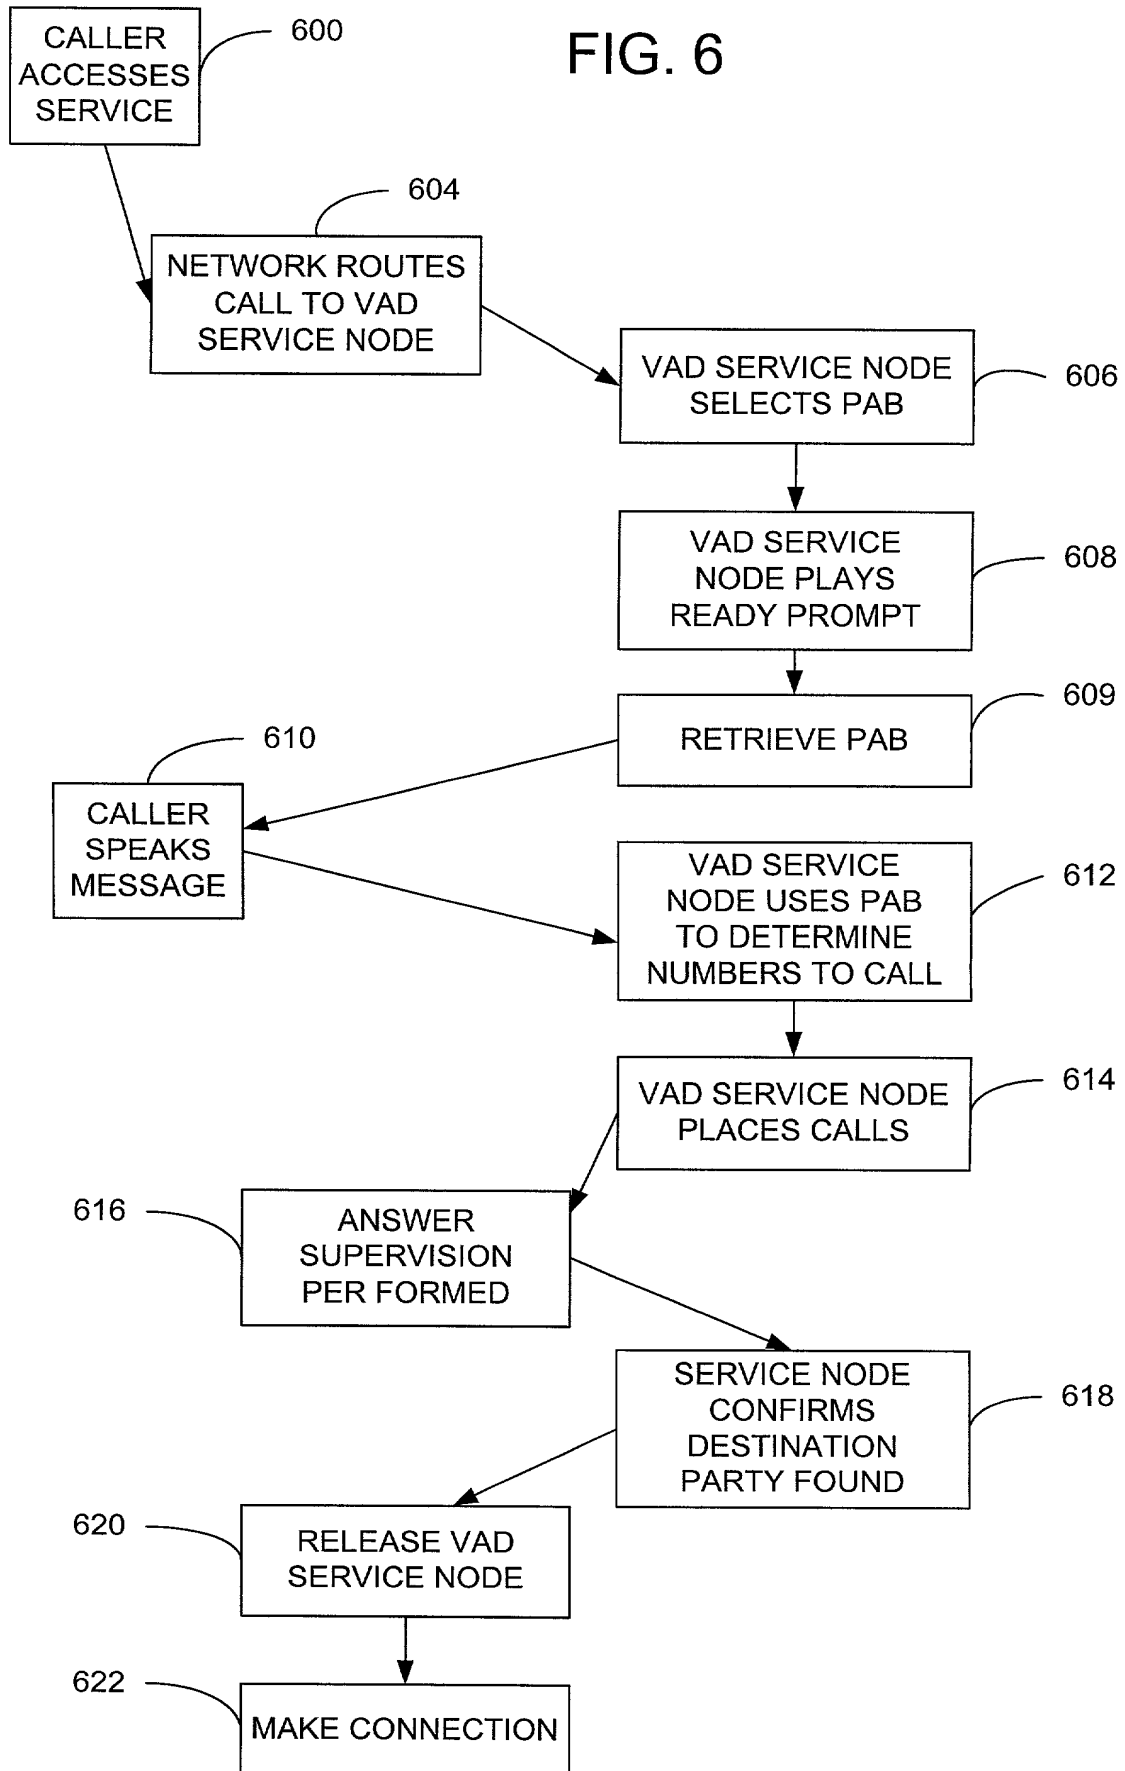 FIG. 6
600
CALLER
ACCESSES
SERVICE
604
NETWORK ROUTES
CALL TO VAD
SERVICE NODE
606
VAD SERVICE NODE
SELECTS PAB
608
VAD SERVICE
NODE PLAYS
READY PROMPT
609
RETRIEVE PAB
610
CALLER
SPEAKS
MESSAGE
612
VAD SERVICE
NODE USES PAB
TO DETERMINE
NUMBERS TO CALL
614
VAD SERVICE NODE
PLACES CALLS
616
ANSWER
SUPERVISION
PER FORMED
618
SERVICE NODE
CONFIRMS
DESTINATION
PARTY FOUND
620
RELEASE VAD
SERVICE NODE
622
MAKE CONNECTION